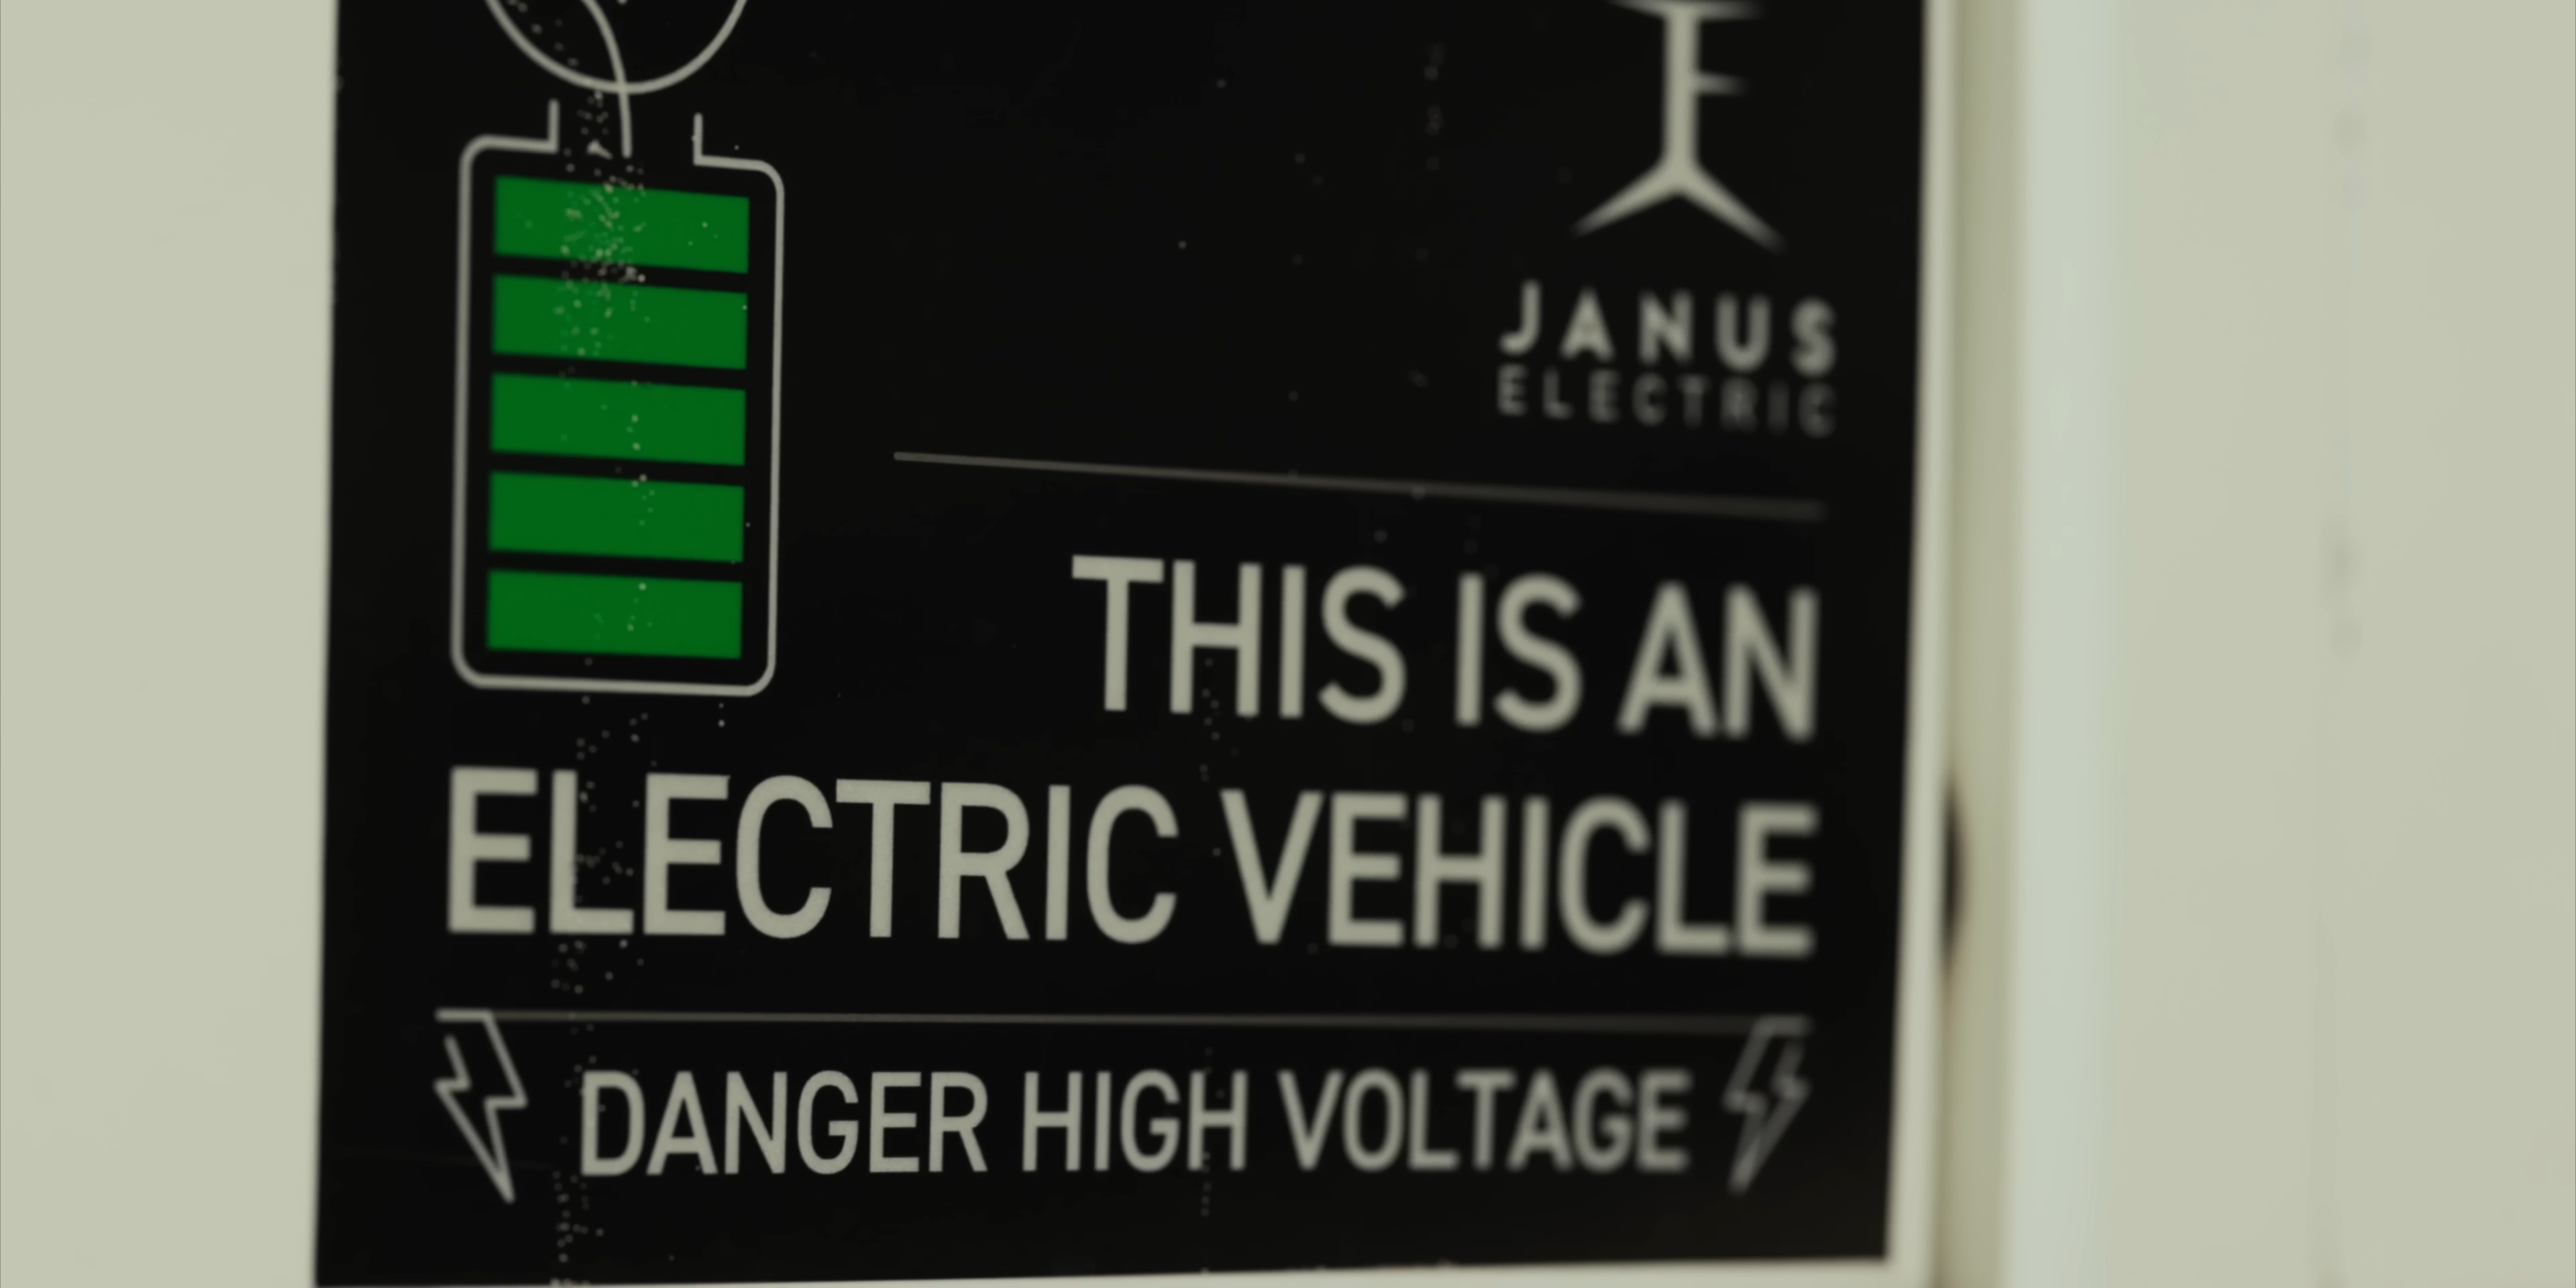 JANUS
ELECTRIC
THIS IS AN
ELECTRIC VEHICLE
DANGER HIGH VOLTAGE